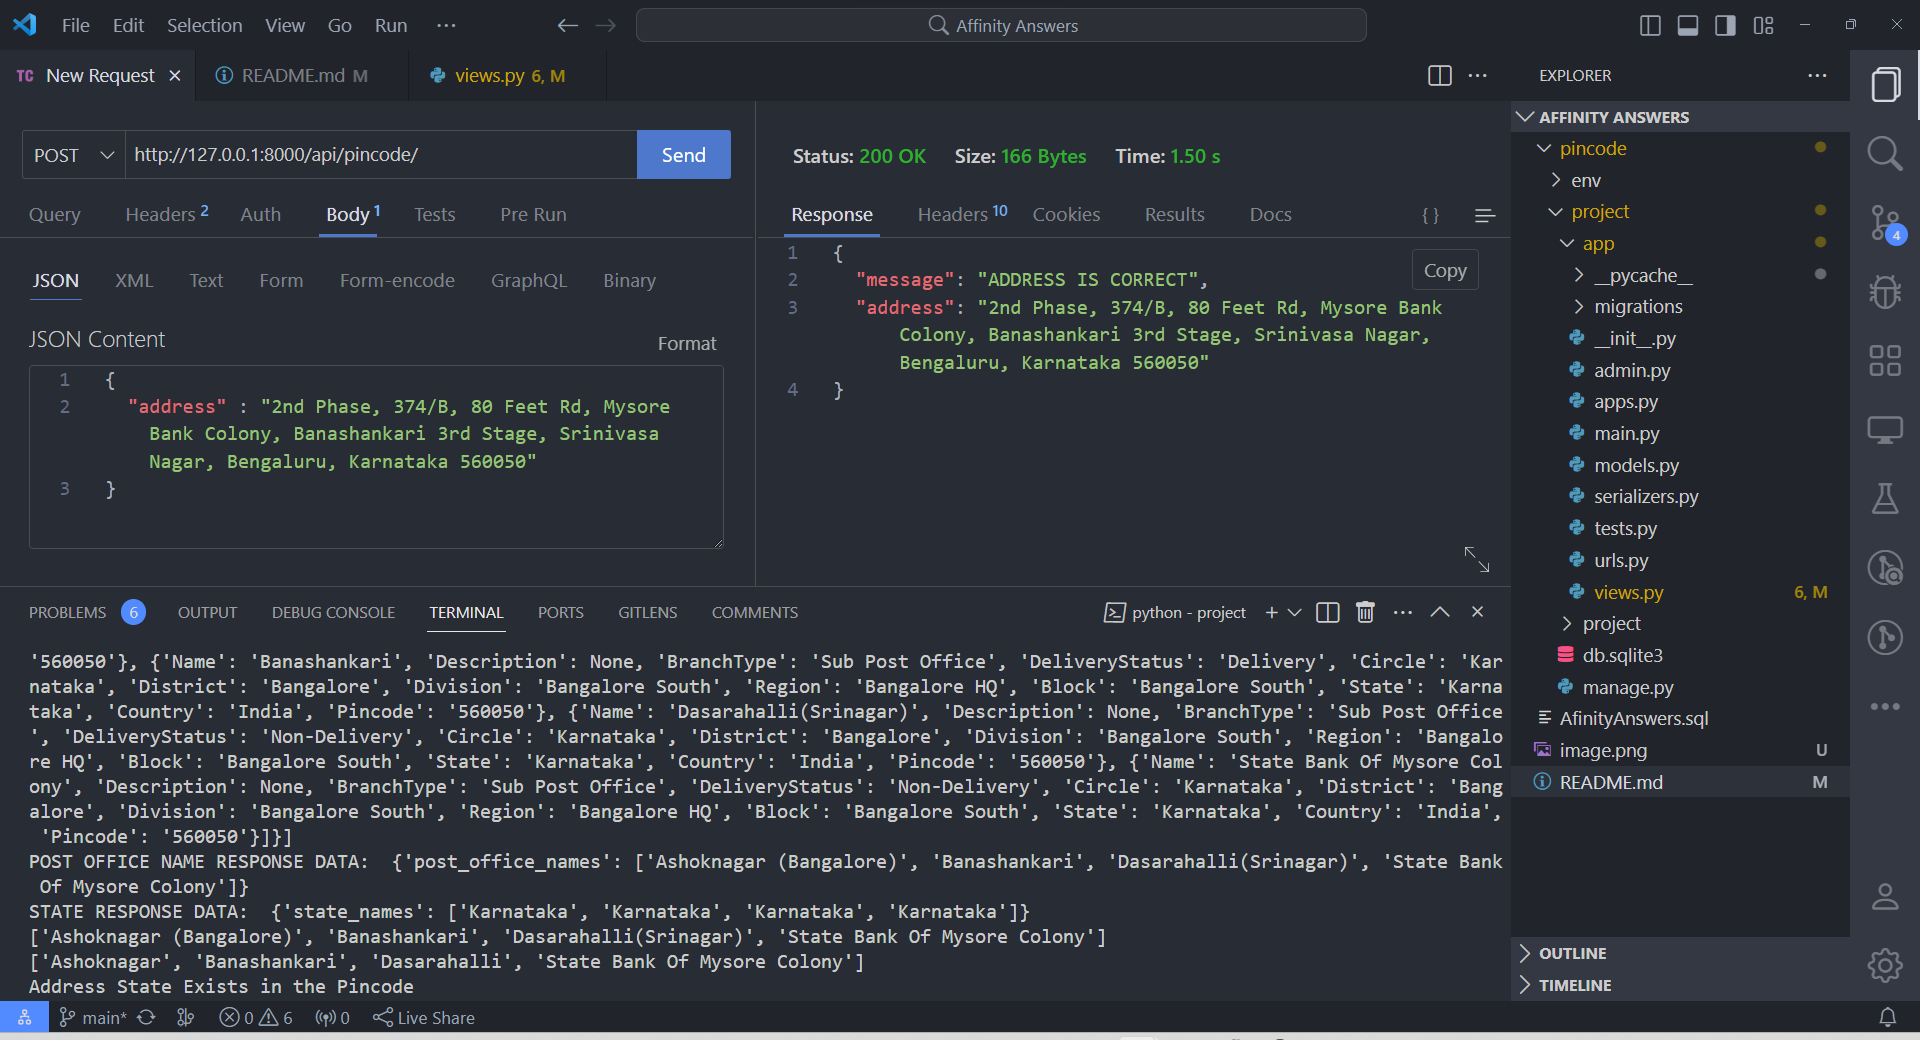 File Edit Selection View Go Run ··· Affinity Answers
TC New Request × README.md M views.py 6, M
POST http://127.0.0.1:8000/api/pincode/ Send
Query Headers 2 Auth Body 1 Tests Pre Run
JSON XML Text Form Form-encode GraphQL Binary
JSON Content Format
1 {
2 "address" : "2nd Phase, 374/B, 80 Feet Rd, Mysore
Bank Colony, Banashankari 3rd Stage, Srinivasa
Nagar, Bengaluru, Karnataka 560050"
3 }
Status: 200 OK Size: 166 Bytes Time: 1.50 s
Response Headers 10 Cookies Results Docs { }
Copy
1 {
2 "message": "ADDRESS IS CORRECT",
3 "address": "2nd Phase, 374/B, 80 Feet Rd, Mysore Bank
Colony, Banashankari 3rd Stage, Srinivasa Nagar,
Bengaluru, Karnataka 560050"
4 }
PROBLEMS 6 OUTPUT DEBUG CONSOLE TERMINAL PORTS GITLENS COMMENTS python - project
'560050'}, {'Name': 'Banashankari', 'Description': None, 'BranchType': 'Sub Post Office', 'DeliveryStatus': 'Delivery', 'Circle': 'Kar
nataka', 'District': 'Bangalore', 'Division': 'Bangalore South', 'Region': 'Bangalore HQ', 'Block': 'Bangalore South', 'State': 'Karna
taka', 'Country': 'India', 'Pincode': '560050'}, {'Name': 'Dasarahalli(Srinagar)', 'Description': None, 'BranchType': 'Sub Post Office
', 'DeliveryStatus': 'Non-Delivery', 'Circle': 'Karnataka', 'District': 'Bangalore', 'Division': 'Bangalore South', 'Region': 'Bangalo
re HQ', 'Block': 'Bangalore South', 'State': 'Karnataka', 'Country': 'India', 'Pincode': '560050'}, {'Name': 'State Bank Of Mysore Col
ony', 'Description': None, 'BranchType': 'Sub Post Office', 'DeliveryStatus': 'Non-Delivery', 'Circle': 'Karnataka', 'District': 'Bang
alore', 'Division': 'Bangalore South', 'Region': 'Bangalore HQ', 'Block': 'Bangalore South', 'State': 'Karnataka', 'Country': 'India',
'Pincode': '560050'}]}]
POST OFFICE NAME RESPONSE DATA: {'post_office_names': ['Ashoknagar (Bangalore)', 'Banashankari', 'Dasarahalli(Srinagar)', 'State Bank
Of Mysore Colony']}
STATE RESPONSE DATA: {'state_names': ['Karnataka', 'Karnataka', 'Karnataka', 'Karnataka']}
['Ashoknagar (Bangalore)', 'Banashankari', 'Dasarahalli(Srinagar)', 'State Bank Of Mysore Colony']
['Ashoknagar', 'Banashankari', 'Dasarahalli', 'State Bank Of Mysore Colony']
Address State Exists in the Pincode
EXPLORER
AFFINITY ANSWERS
pincode
env
project
app
__pycache__
migrations
__init__.py
admin.py
apps.py
main.py
models.py
serializers.py
tests.py
urls.py
views.py 6, M
project
db.sqlite3
manage.py
AfinityAnswers.sql
image.png U
README.md M
OUTLINE
TIMELINE
4
main* 0 6 0 Live Share